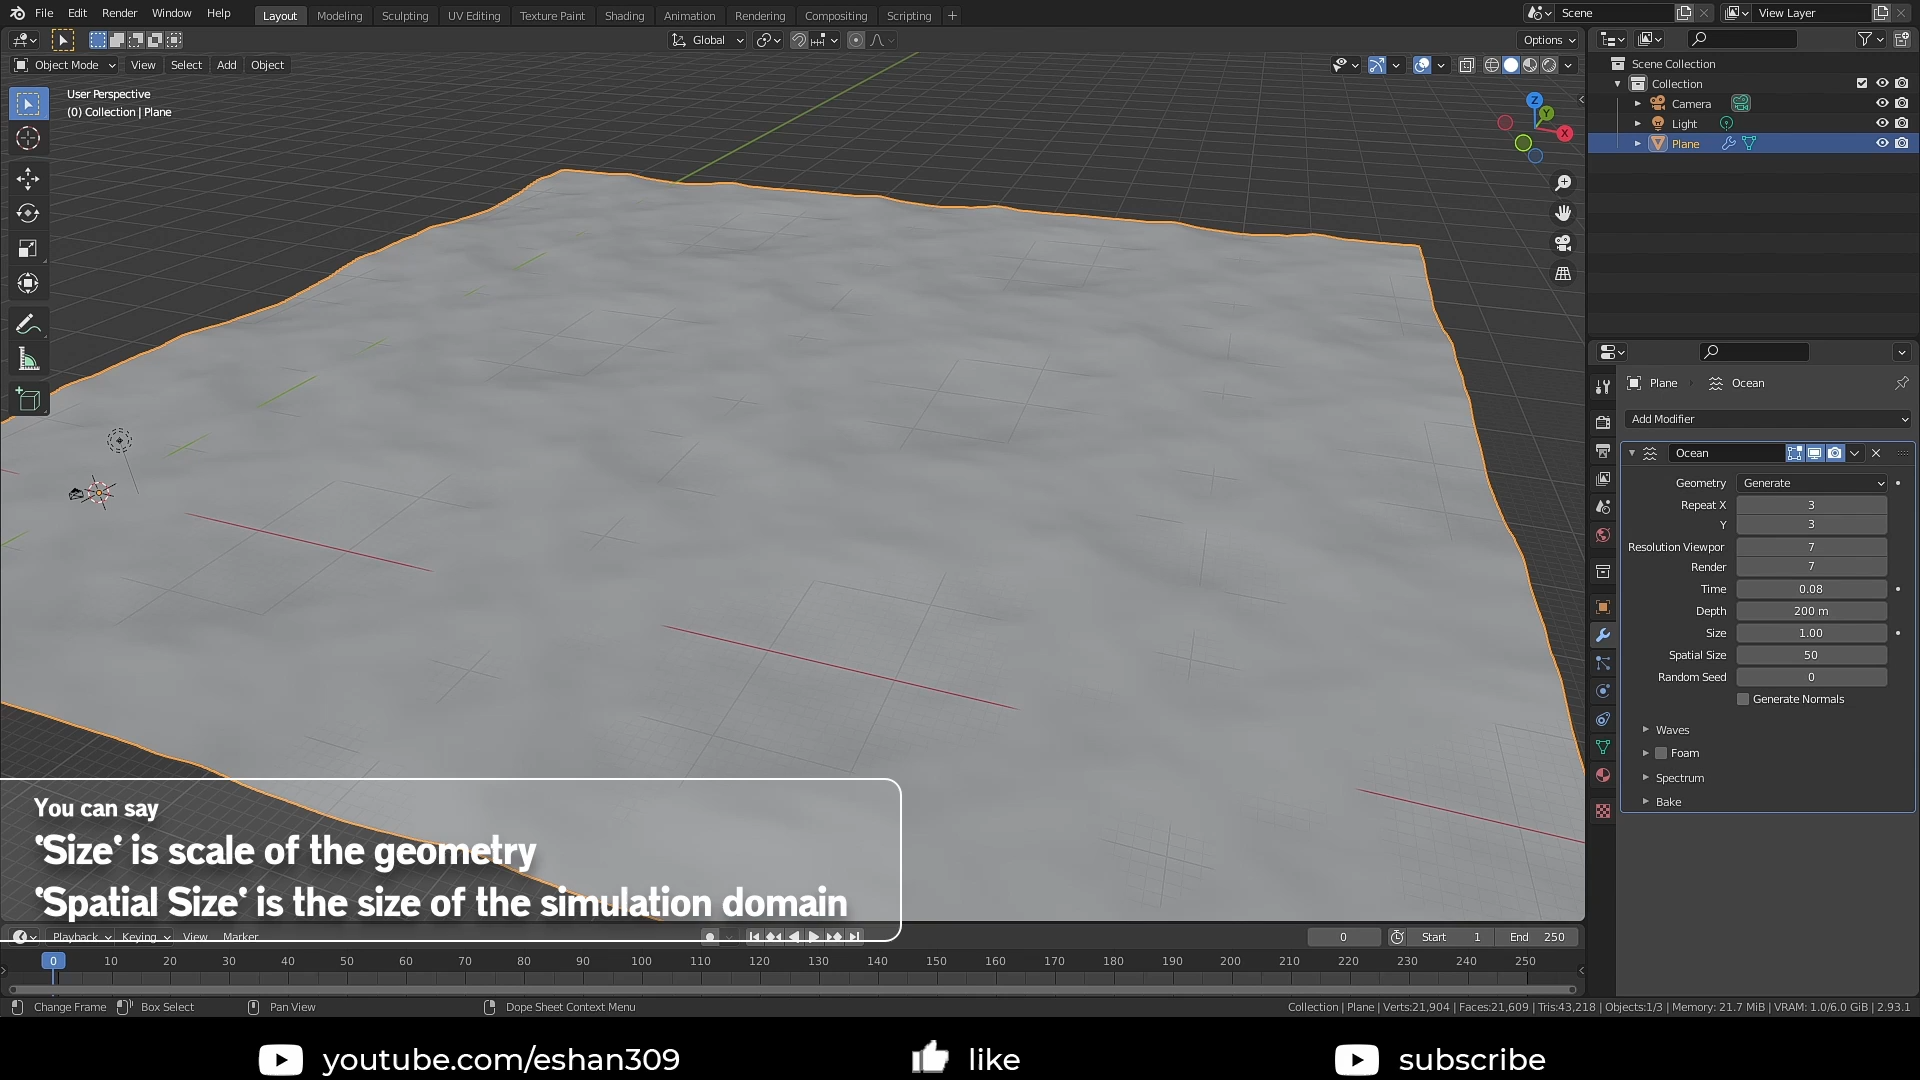 File Edit Render Window Help Layout Modeling Sculpting UV Editing Texture Paint Shading Animation Rendering Compositing Scripting + Scene View Layer
Global Options
Object Mode View Select Add Object
User Perspective
(0) Collection | Plane
Z
Y
X
Scene Collection
Collection
Camera
Light
Plane
Plane Ocean
Add Modifier
Ocean
Geometry Generate
Repeat X 3
Y 3
Resolution Viewpor 7
Render 7
Time 0.08
Depth 200 m
Size 1.00
Spatial Size 50
Random Seed 0
Generate Normals
Waves
Foam
Spectrum
Bake
You can say
‘Size‘ is scale of the geometry
‘Spatial Size‘ is the size of the simulation domain
Playback Keying View Marker 0 Start 1 End 250
0 10 20 30 40 50 60 70 80 90 100 110 120 130 140 150 160 170 180 190 200 210 220 230 240 250
Change Frame Box Select Pan View Dope Sheet Context Menu Collection | Plane | Verts:21,904 | Faces:21,609 | Tris:43,218 | Objects:1/3 | Memory: 21.7 MiB | VRAM: 1.0/6.0 GiB | 2.93.1
youtube.com/eshan309 like subscribe